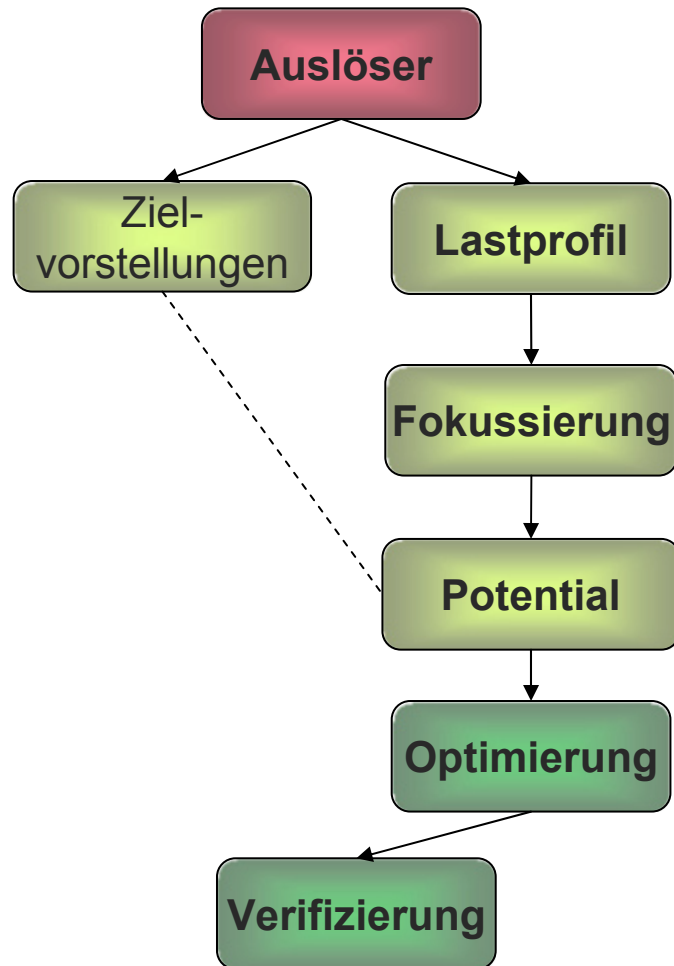 Auslöser
Ziel-
vorstellungen
Lastprofil
Fokussierung
Potential
Optimierung
Verifizierung